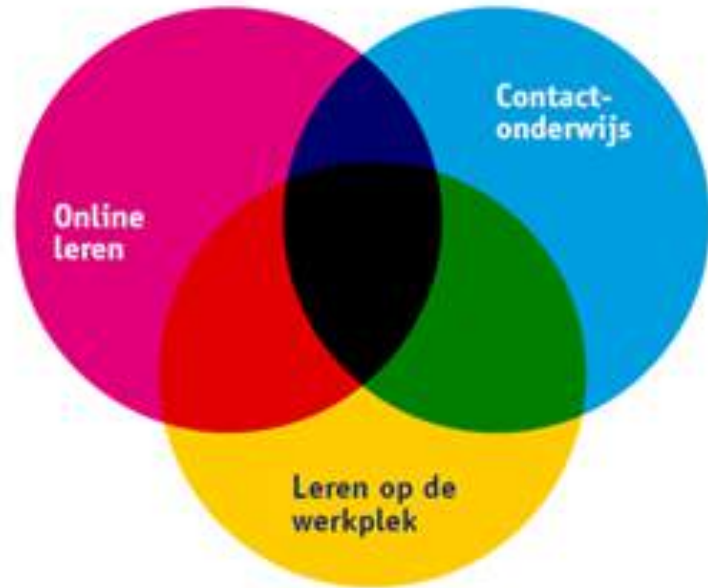 Contact-
onderwijs
Online
leren
Leren op de
werkplek